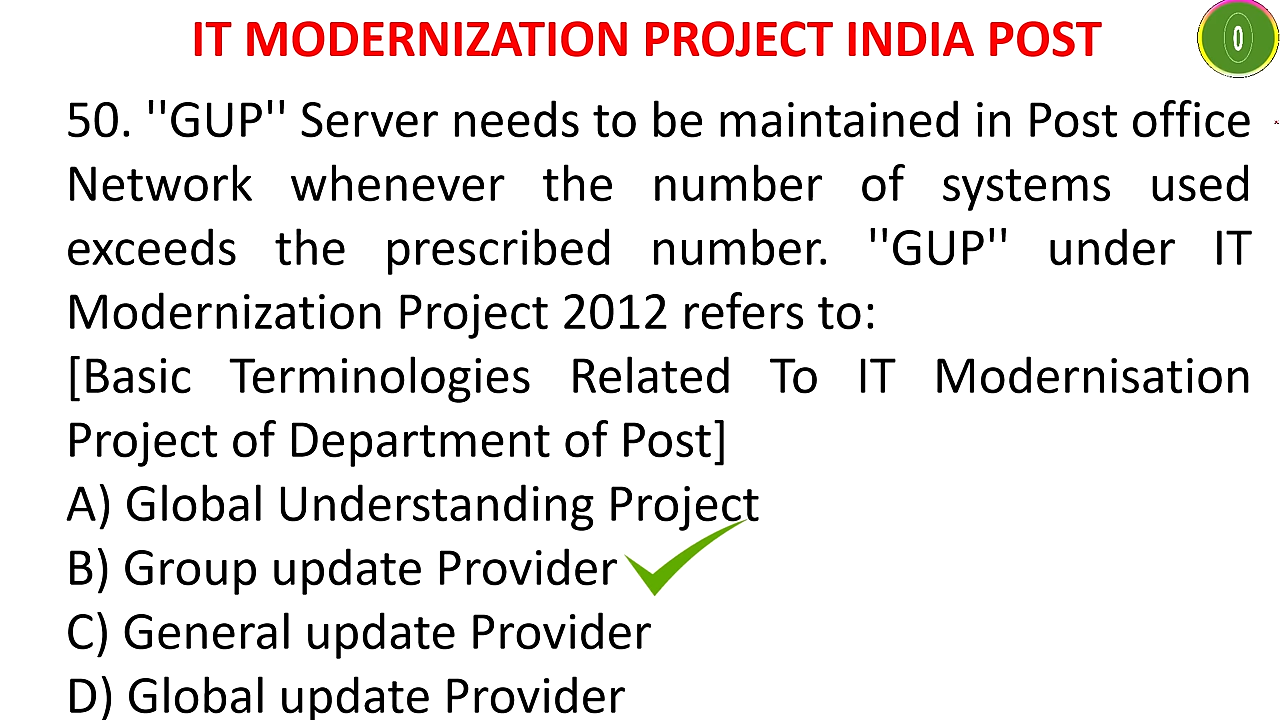 IT MODERNIZATION PROJECT INDIA POST
0
50. ''GUP'' Server needs to be maintained in Post office
Network whenever the number of systems used
exceeds the prescribed number. ''GUP'' under IT
Modernization Project 2012 refers to:
[Basic Terminologies Related To IT Modernisation
Project of Department of Post]
A) Global Understanding Project
B) Group update Provider
C) General update Provider
D) Global update Provider